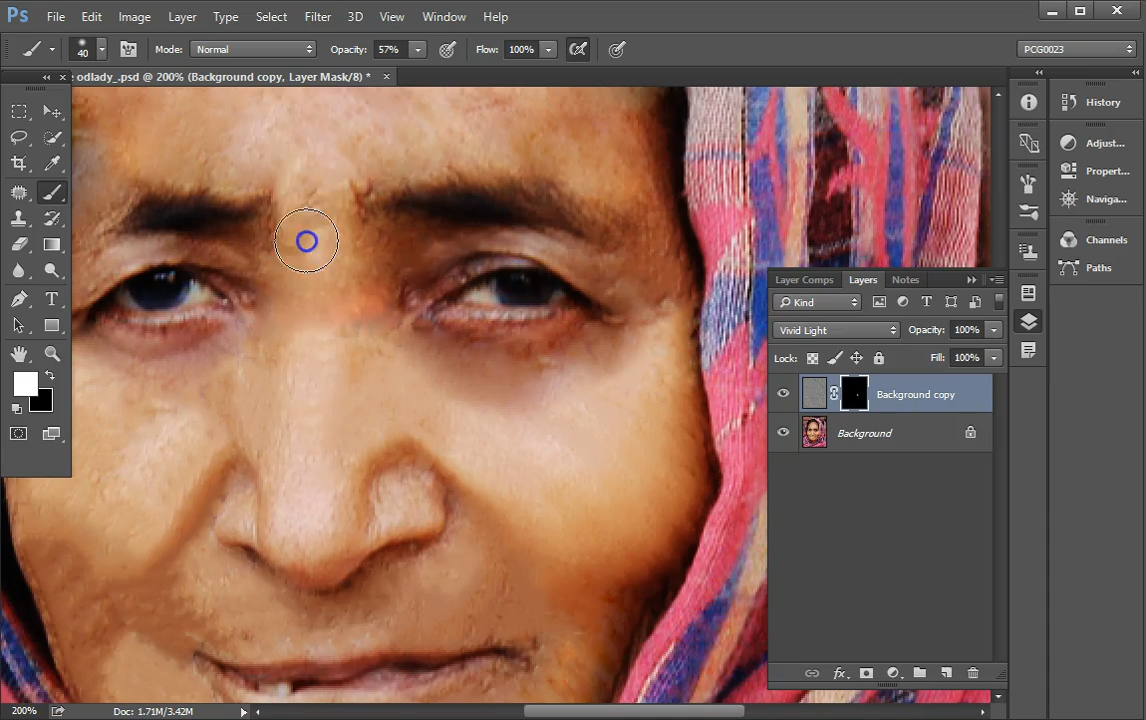 Ps File Edit Image Layer Type Select Filter 3D View Window Help
40 Mode: Normal Opacity: 57% Flow: 100% PCG0023
odlady_.psd @ 200% (Background copy, Layer Mask/8) *
History
Adjust...
Propert...
Naviga...
Channels
Paths
Layer Comps Layers Notes
Kind
Vivid Light Opacity: 100%
Lock: Fill: 100%
Background copy
Background
fx
200% Doc: 1.71M/3.42M